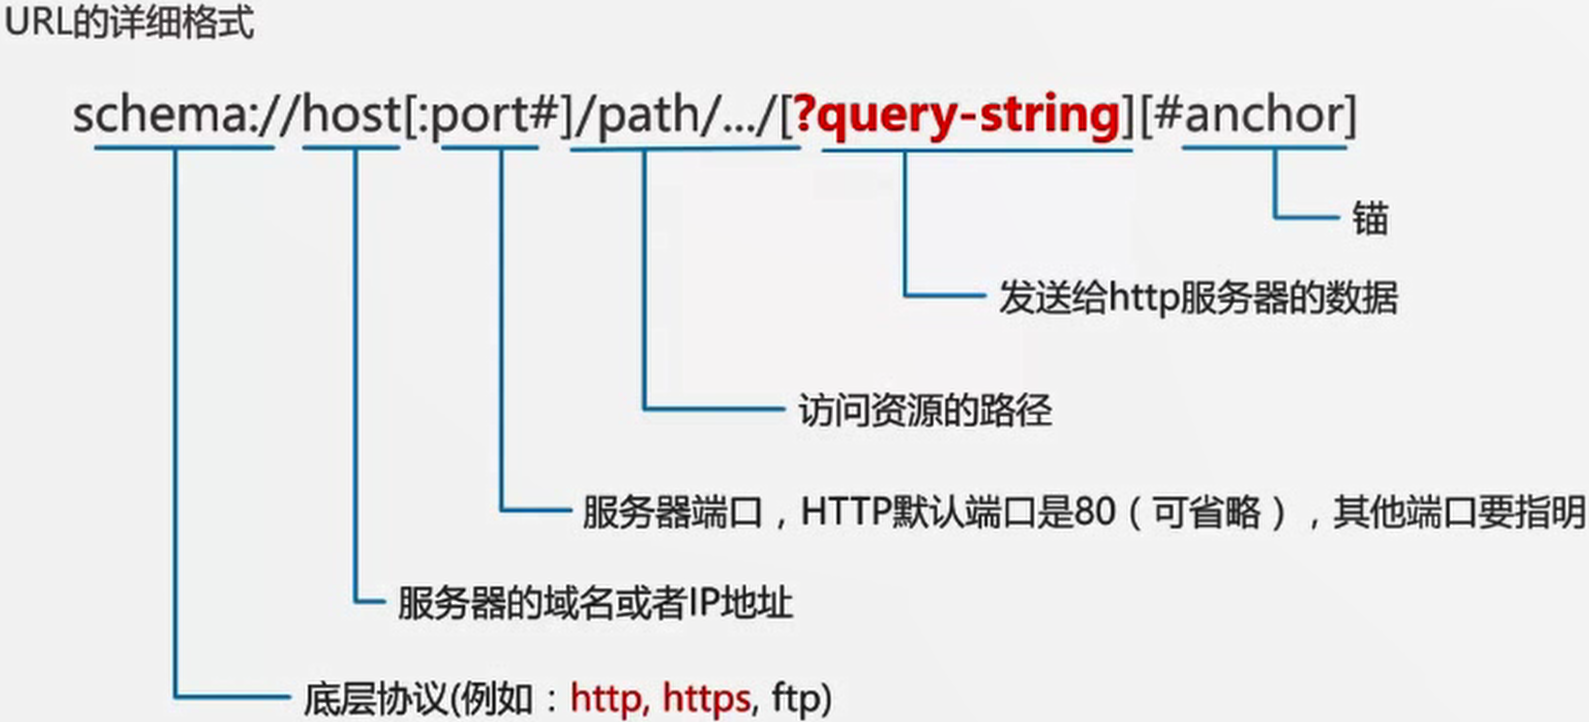 URL的详细格式
schema://host[:port#]/path/.../[?query-string][#anchor]
锚
发送给http服务器的数据
访问资源的路径
服务器端口，HTTP默认端口是80（可省略），其他端口要指明
服务器的域名或者IP地址
底层协议(例如：http, https, ftp)